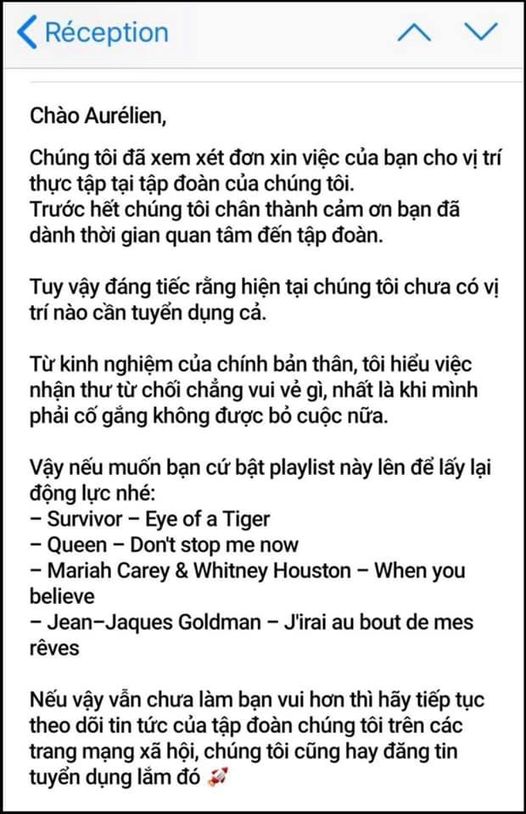 Réception
Chào Aurélien,
Chúng tôi đã xem xét đơn xin việc của bạn cho vị trí
thực tập tại tập đoàn của chúng tôi.
Trước hết chúng tôi chân thành cảm ơn bạn đã
dành thời gian quan tâm đến tập đoàn.
Tuy vậy đáng tiếc rằng hiện tại chúng tôi chưa có vị
trí nào cần tuyển dụng cả.
Từ kinh nghiệm của chính bản thân, tôi hiểu việc
nhận thư từ chối chẳng vui vẻ gì, nhất là khi mình
phải cố gắng không được bỏ cuộc nữa.
Vậy nếu muốn bạn cứ bật playlist này lên để lấy lại
động lực nhé:
– Survivor – Eye of a Tiger
– Queen – Don't stop me now
– Mariah Carey & Whitney Houston – When you
believe
– Jean–Jaques Goldman – J'irai au bout de mes
rêves
Nếu vậy vẫn chưa làm bạn vui hơn thì hãy tiếp tục
theo dõi tin tức của tập đoàn chúng tôi trên các
trang mạng xã hội, chúng tôi cũng hay đăng tin
tuyển dụng lắm đó 🚀